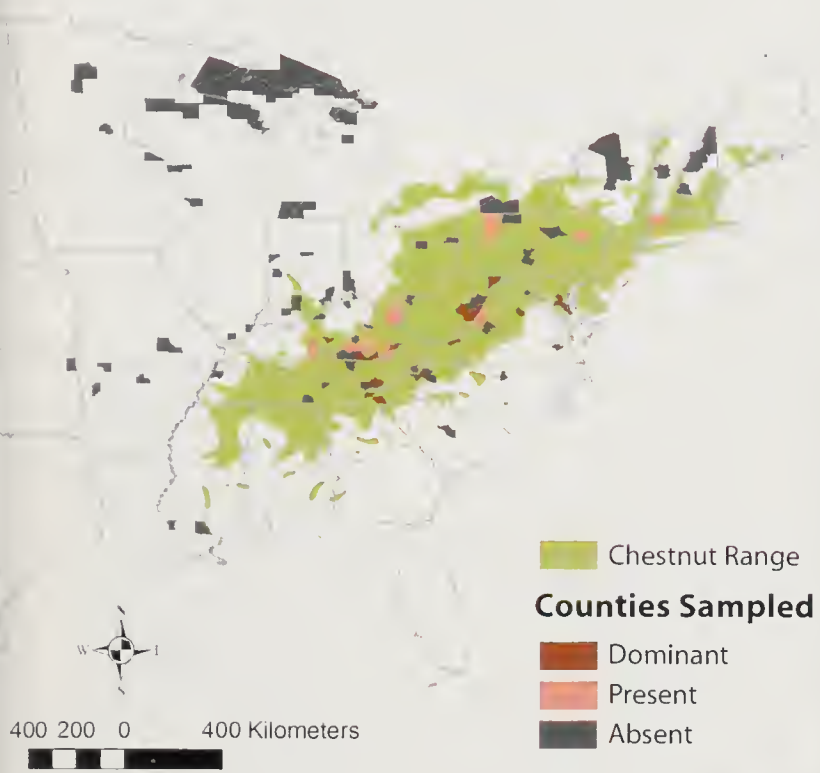 Chestnut Range
Counties Sampled
Dominant
Present
Absent
W
400 200 0 400 Kilometers